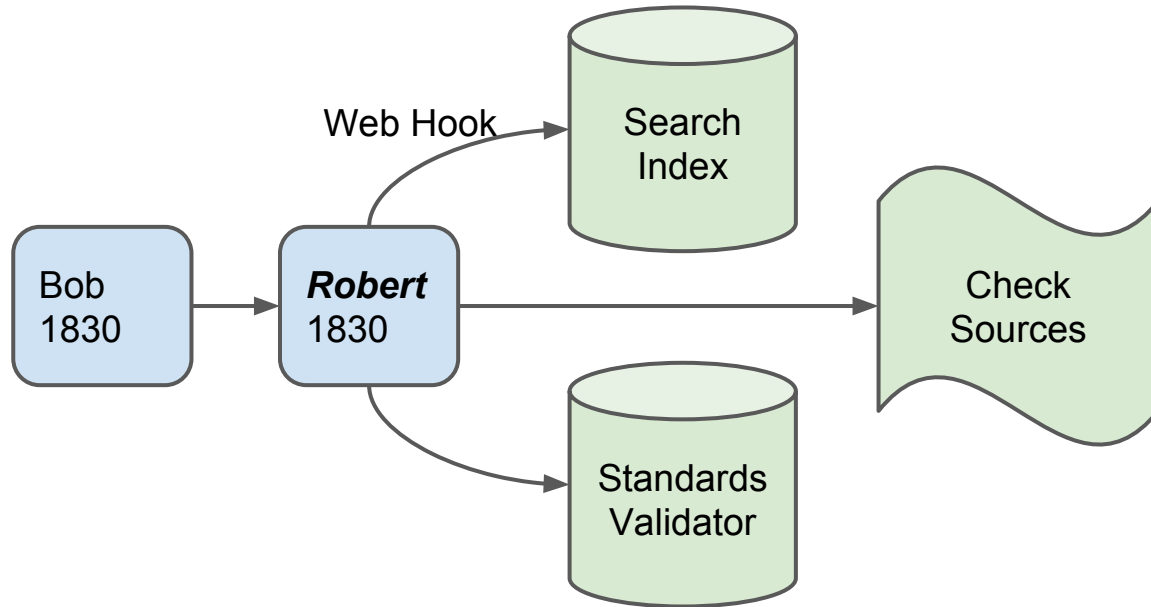 Web Hook
Search
Index
Bob
1830
Robert
1830
Check
Sources
Standards
Validator